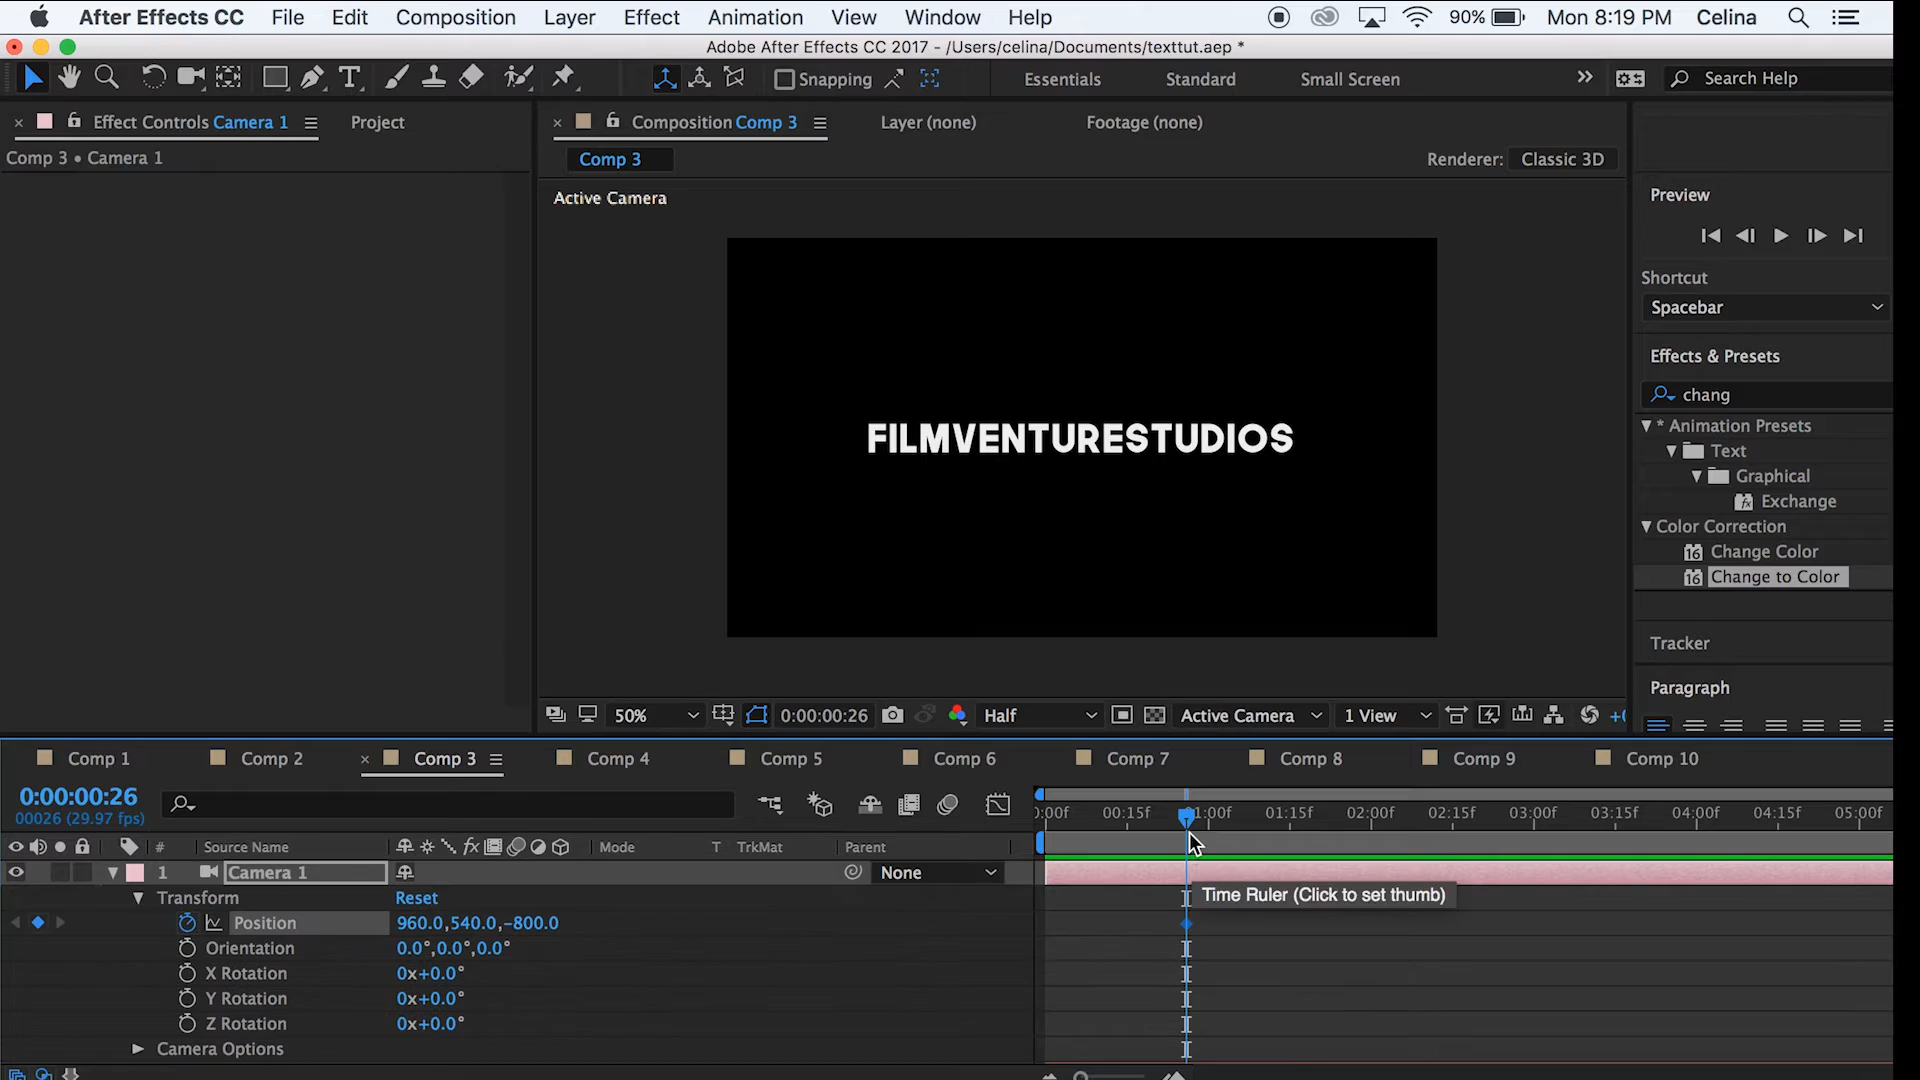 After Effects CC File Edit Composition Layer Effect Animation View Window Help 90% Mon 8:19 PM Celina
Adobe After Effects CC 2017 - /Users/celina/Documents/texttut.aep *
T Snapping Essentials Standard Small Screen Search Help
× Effect Controls Camera 1 Project × Composition Comp 3 Layer (none) Footage (none)
Comp 3 • Camera 1 Comp 3 Renderer: Classic 3D
Active Camera
Preview
Shortcut
Spacebar
Effects & Presets
chang
* Animation Presets
Text
Graphical
Exchange
Color Correction
16 Change Color
16 Change to Color
Tracker
Paragraph
FILMVENTURESTUDIOS
50% 0:00:00:26 Half Active Camera 1 View
Comp 1 Comp 2 × Comp 3 Comp 4 Comp 5 Comp 6 Comp 7 Comp 8 Comp 9 Comp 10
0:00:00:26
00026 (29.97 fps)
00:15f 01:00f 01:15f 02:00f 02:15f 03:00f 03:15f 04:00f 04:15f 05:00f
# Source Name fx Mode T TrkMat Parent
1 Camera 1 None
Time Ruler (Click to set thumb)
Transform Reset
Position 960.0,540.0,-800.0
Orientation 0.0°,0.0°,0.0°
X Rotation 0x+0.0°
Y Rotation 0x+0.0°
Z Rotation 0x+0.0°
Camera Options